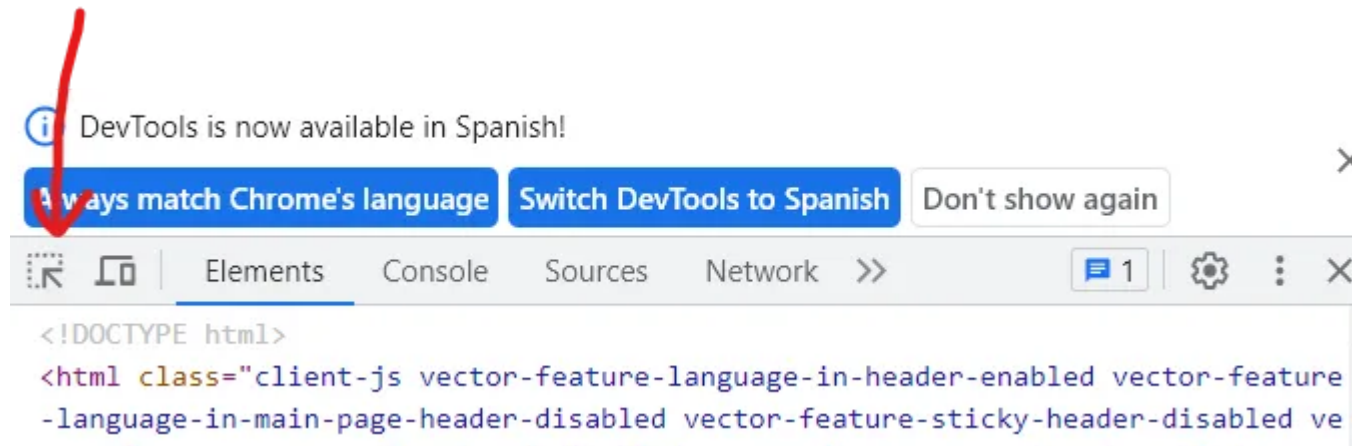 DevTools is now available in Spanish!
Always match Chrome's language Switch DevTools to Spanish Don't show again
Elements Console Sources Network 1
<!DOCTYPE html>
<html class="client-js vector-feature-language-in-header-enabled vector-feature
-language-in-main-page-header-disabled vector-feature-sticky-header-disabled ve